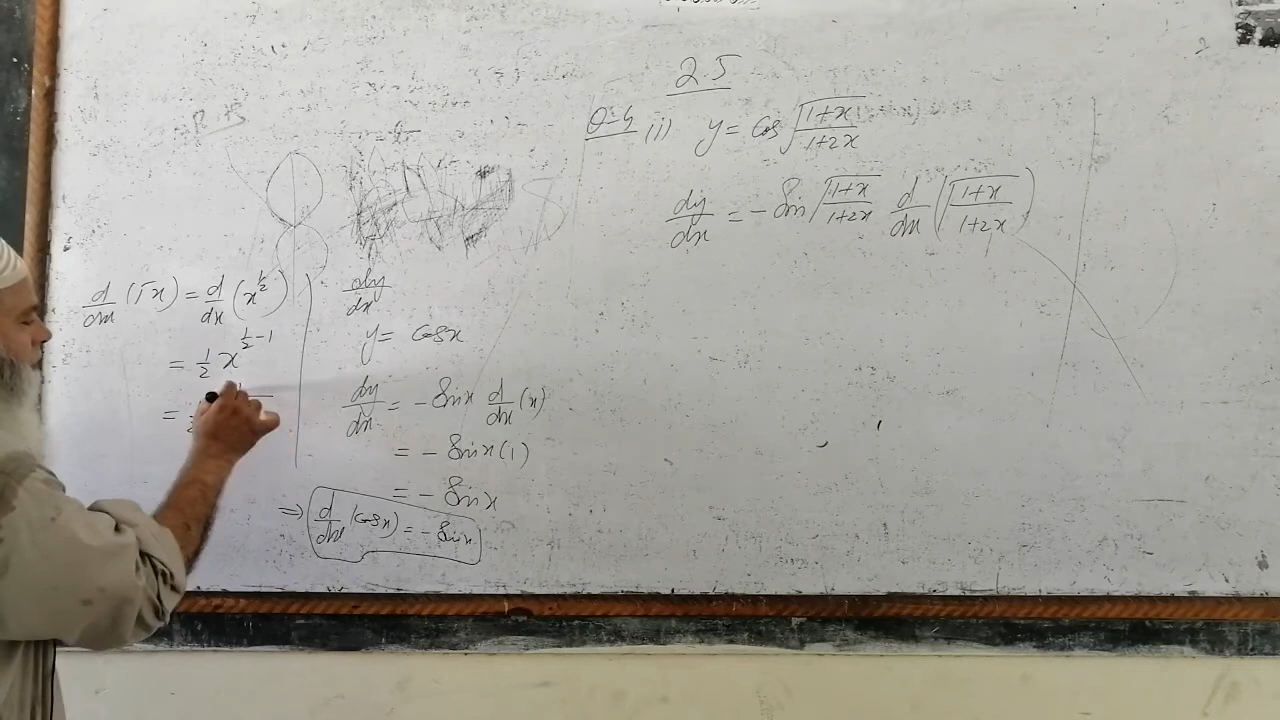 2.5
Q-4 (i) y = Cos √(1+x / 1+2x)
dy/dx = - Sin √(1+x / 1+2x) d/dx (√(1+x / 1+2x))
d/dx (√x) = d/dx (x^1/2)
= 1/2 x^(1/2 - 1)
= 1/2
dy/dx
y = Cosx
dy/dx = - Sinx d/dx (x)
= - Sinx (1)
= - Sinx
⇒ d/dx (Cosx) = - Sinx